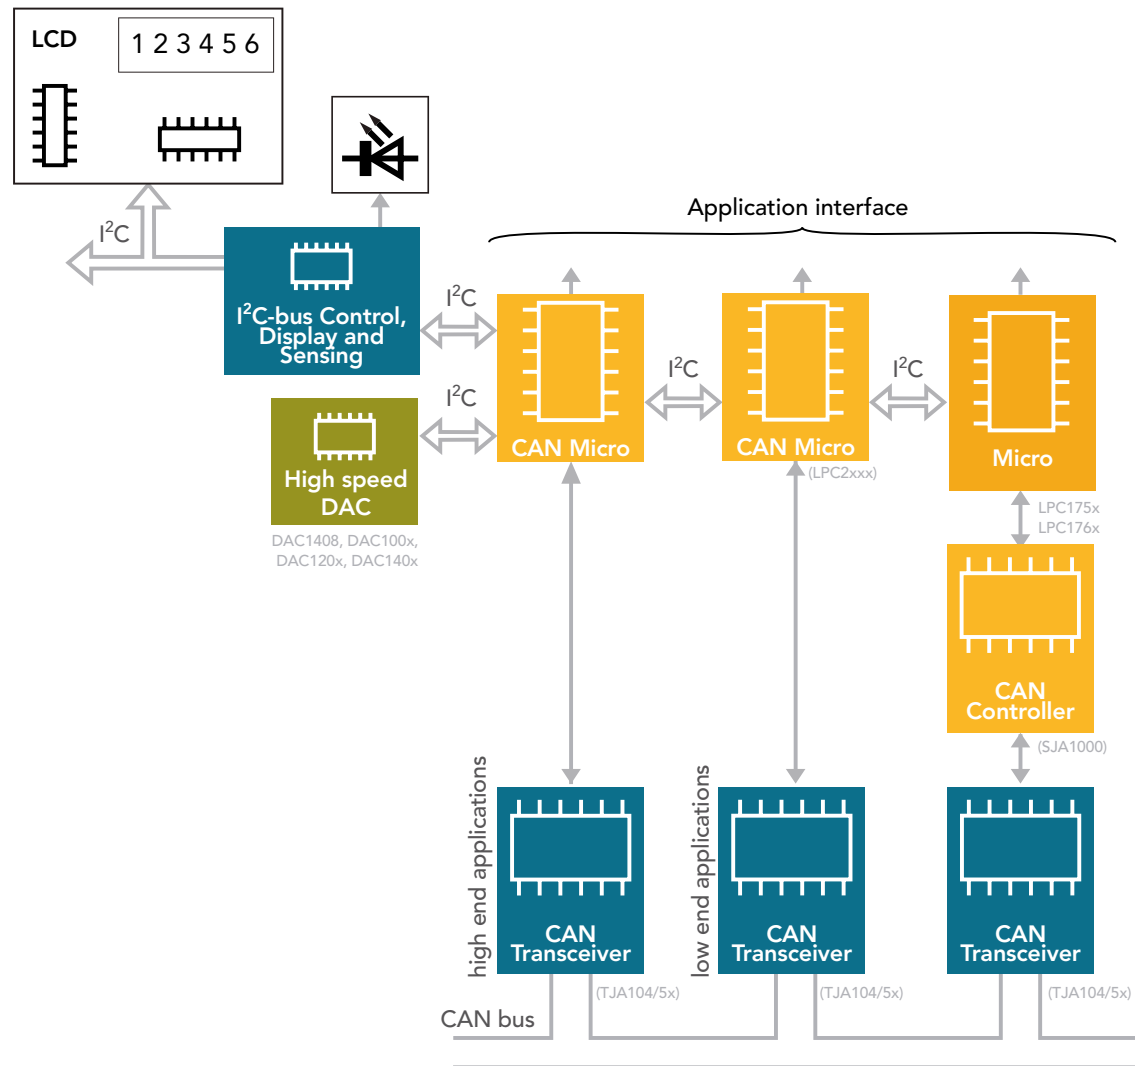 LCD
1 2 3 4 5 6
Application interface
I²C
I²C
I²C-bus Control,
Display and
Sensing
I²C
I²C
I²C
CAN Micro
CAN Micro
(LPC2xxx)
Micro
High speed
DAC
LPC175x
LPC176x
DAC1408, DAC100x,
DAC120x, DAC140x
CAN
Controller
(SJA1000)
high end applications
low end applications
CAN
Transceiver
CAN
Transceiver
CAN
Transceiver
(TJA104/5x)
(TJA104/5x)
(TJA104/5x)
CAN bus